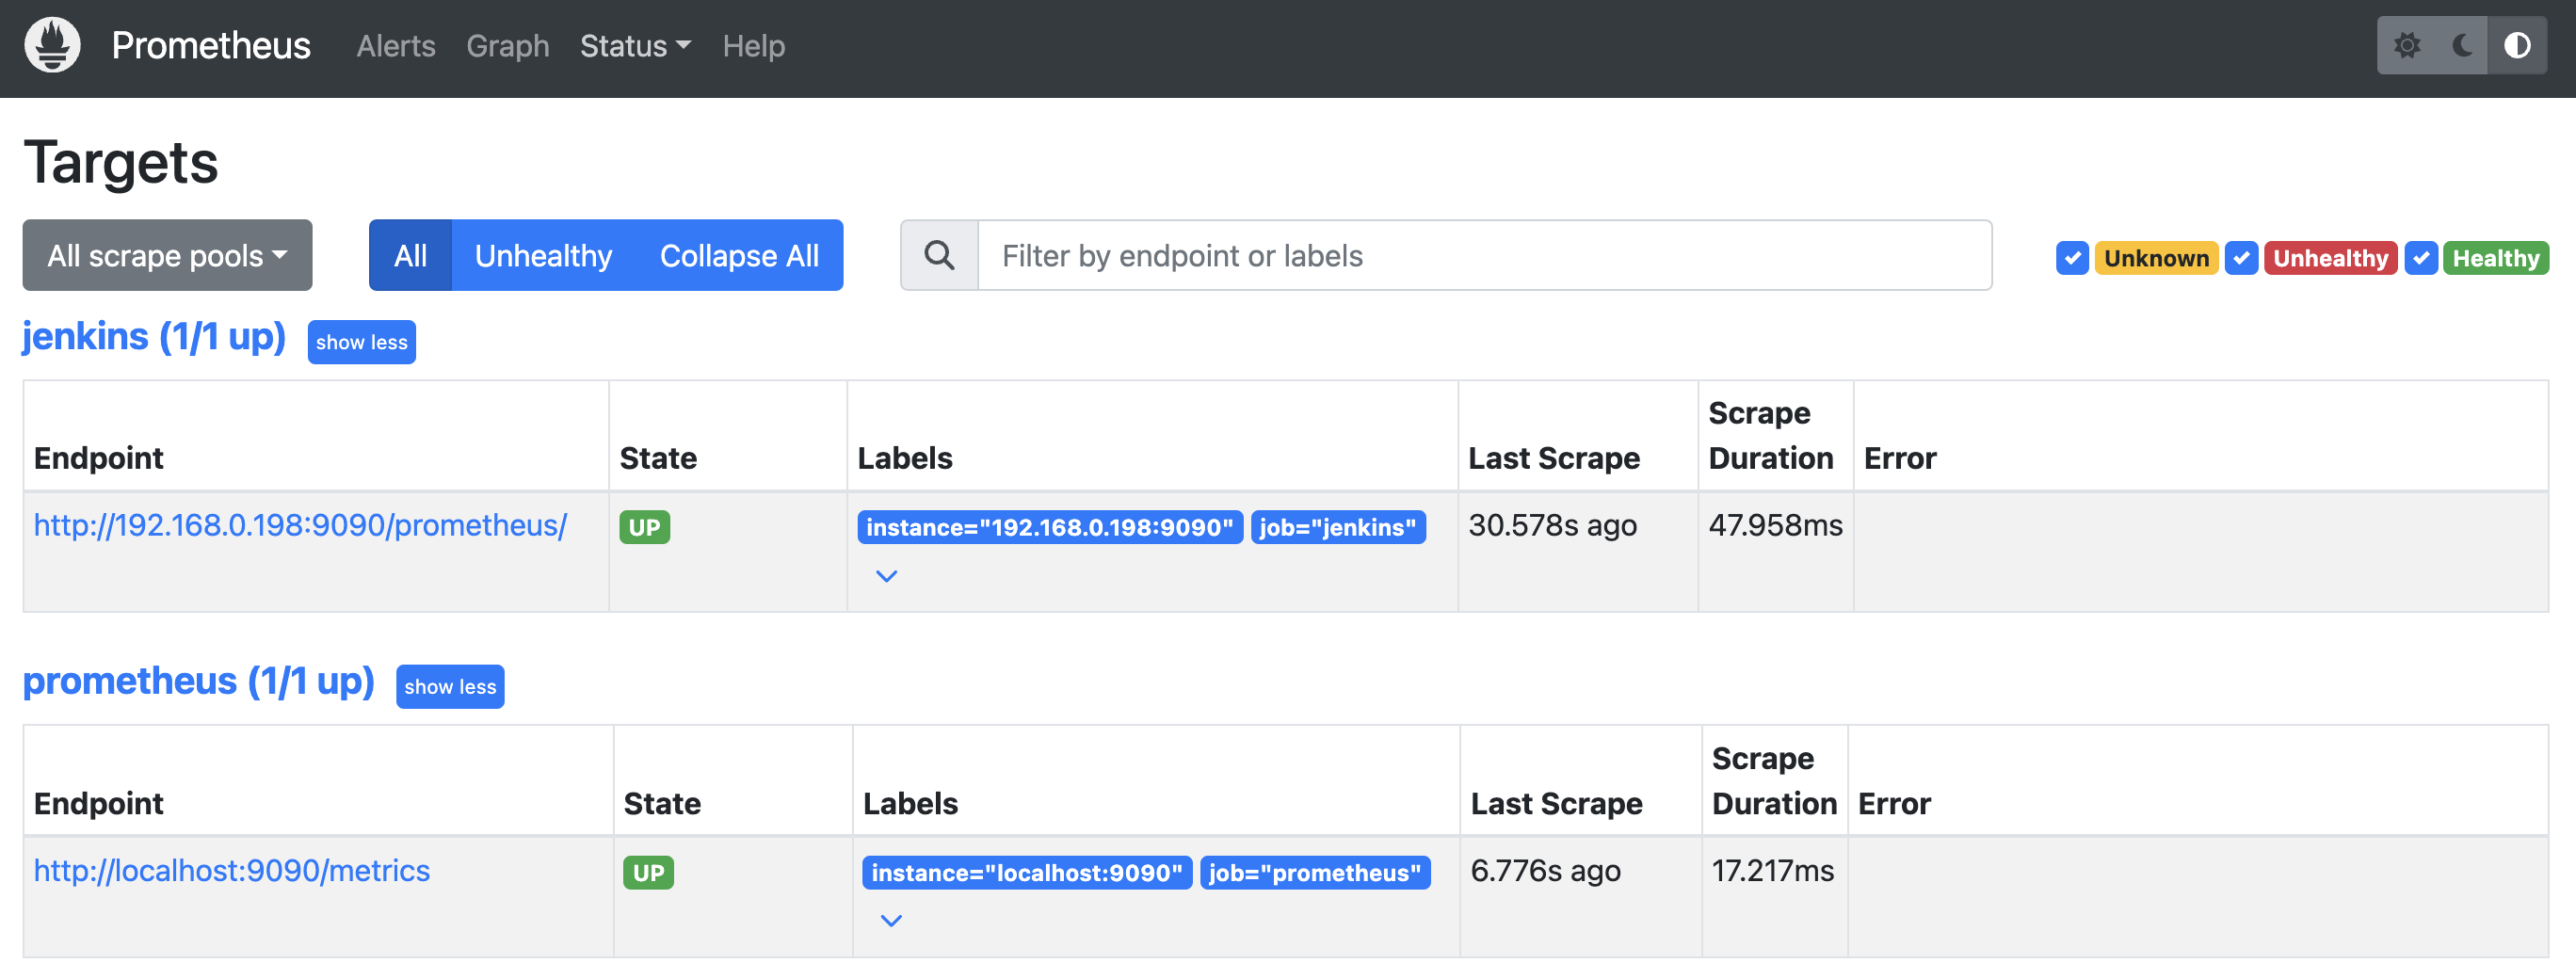 Prometheus Alerts Graph Status Help
Targets
All scrape pools All Unhealthy Collapse All Filter by endpoint or labels Unknown Unhealthy Healthy
jenkins (1/1 up) show less
Endpoint State Labels Last Scrape Scrape Duration Error
http://192.168.0.198:9090/prometheus/ UP instance="192.168.0.198:9090" job="jenkins" 30.578s ago 47.958ms
prometheus (1/1 up) show less
Endpoint State Labels Last Scrape Scrape Duration Error
http://localhost:9090/metrics UP instance="localhost:9090" job="prometheus" 6.776s ago 17.217ms